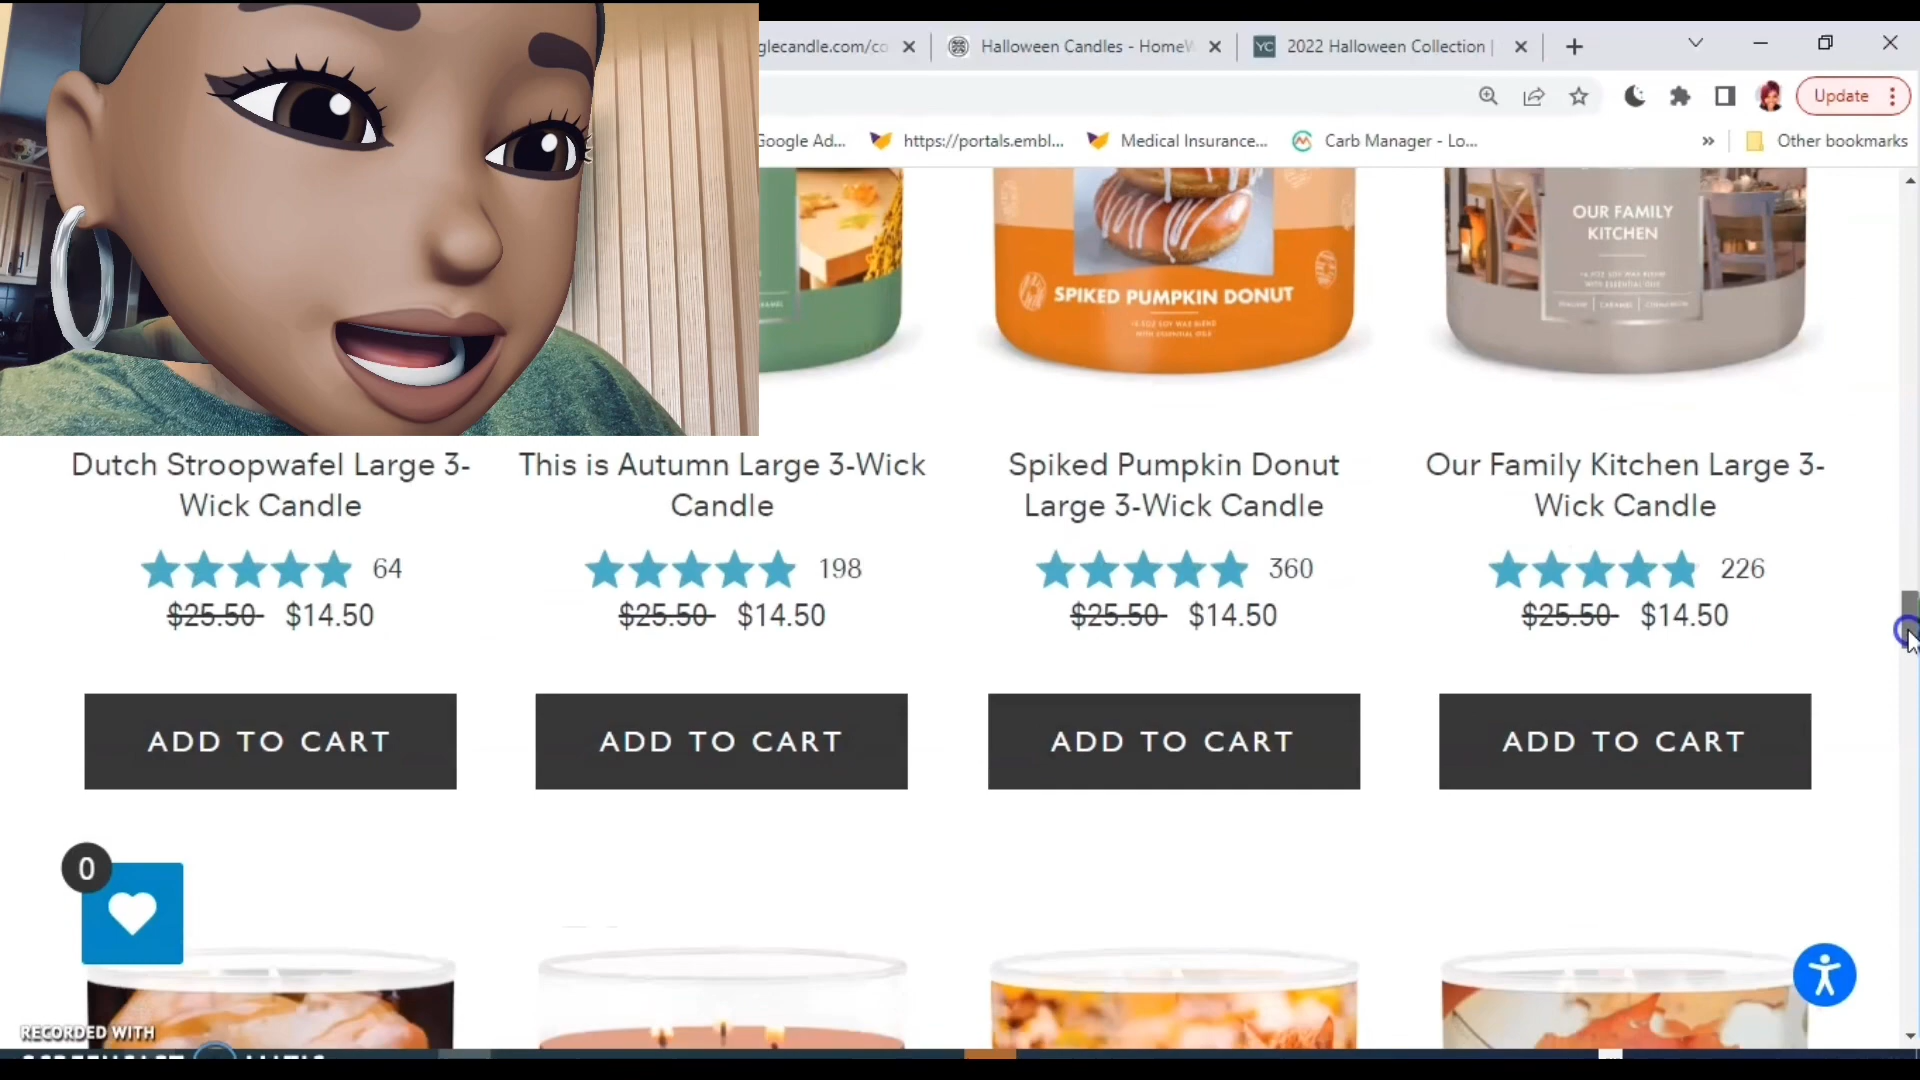 glecandle.com/co
Halloween Candles - HomeW
YC
2022 Halloween Collection |
Update
Google Ad...
https://portals.embl...
Medical Insurance...
Carb Manager - Lo...
»
Other bookmarks
OUR FAMILY
KITCHEN
SPIKED PUMPKIN DONUT
Dutch Stroopwafel Large 3-
Wick Candle
This is Autumn Large 3-Wick
Candle
Spiked Pumpkin Donut
Large 3-Wick Candle
Our Family Kitchen Large 3-
Wick Candle
64
198
360
226
$25.50 $14.50
$25.50 $14.50
$25.50 $14.50
$25.50 $14.50
ADD TO CART
ADD TO CART
ADD TO CART
ADD TO CART
0
RECORDED WITH